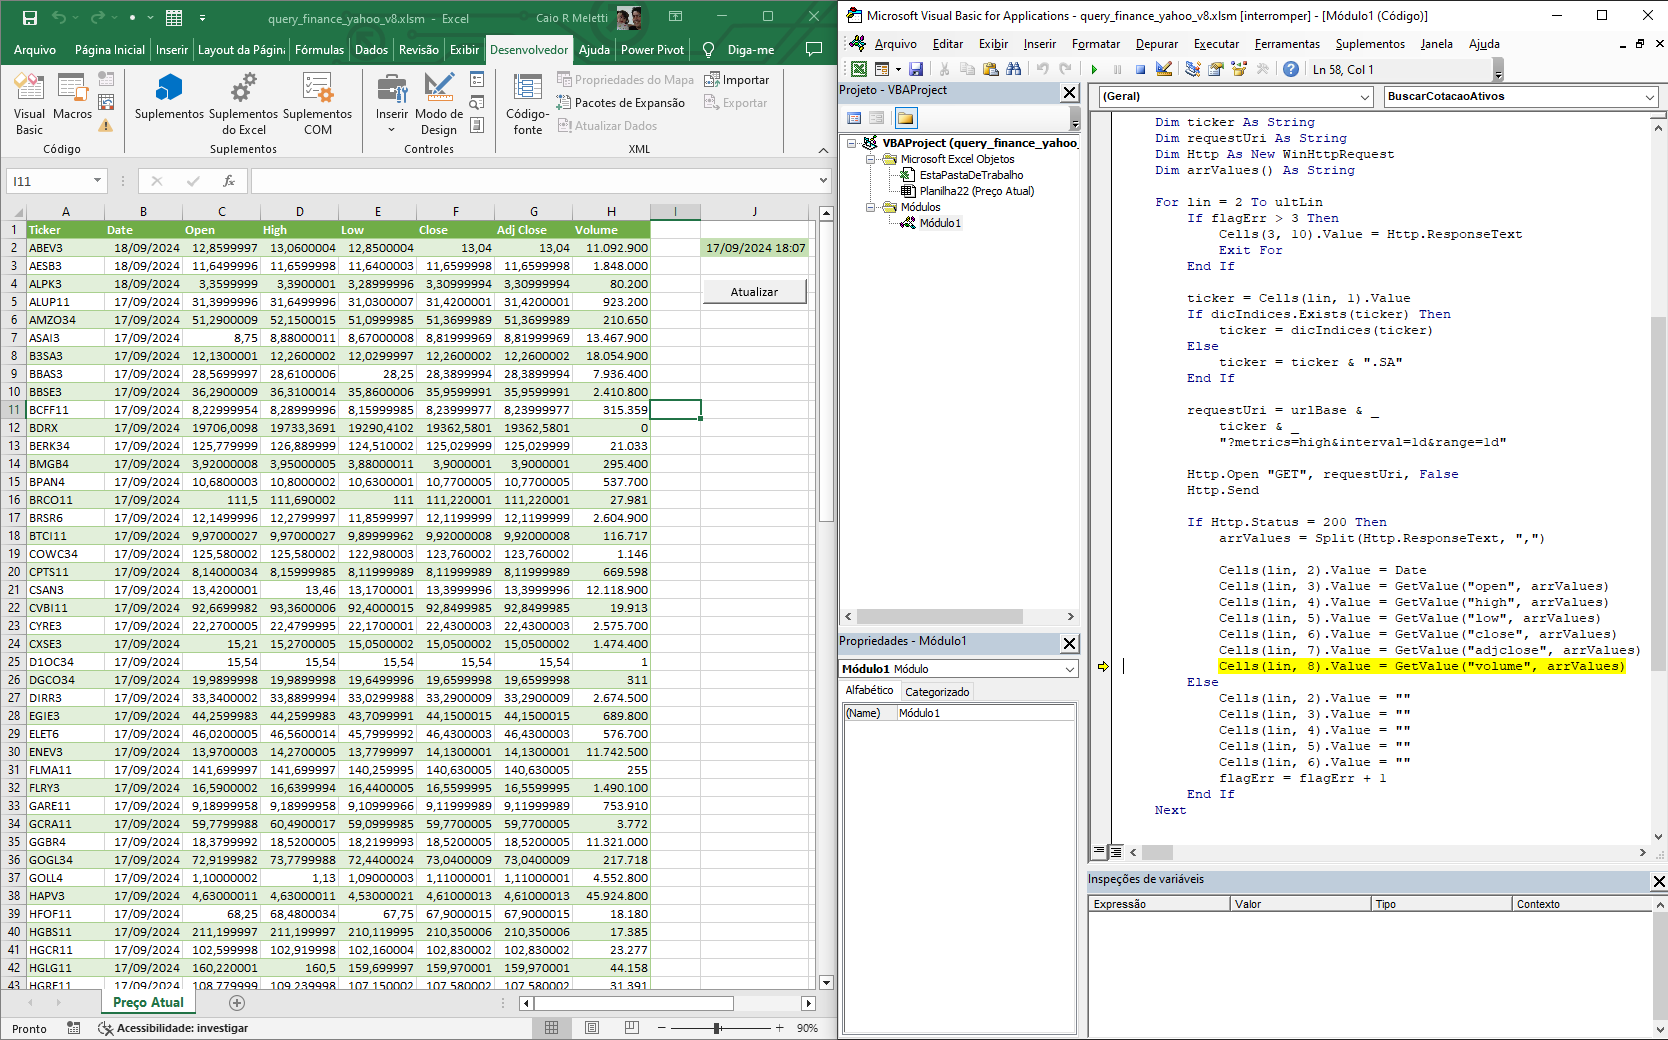 query_finance_yahoo_v8.xlsm - Excel
Caio R Meletti
Arquivo Página Inicial Inserir Layout da Página Fórmulas Dados Revisão Exibir Desenvolvedor Ajuda Power Pivot Diga-me
Visual Basic
Macros
Código
Suplementos
Suplementos do Excel
Suplementos COM
Suplementos
Inserir
Modo de Design
Controles
Código-fonte
Propriedades do Mapa
Pacotes de Expansão
Atualizar Dados
Importar
Exportar
XML
I11 fx
A B C D E F G H I J
1 Ticker Date Open High Low Close Adj Close Volume
2 ABEV3 18/09/2024 12,8599997 13,0600004 12,8500004 13,04 13,04 11.092.900 17/09/2024 18:07
3 AESB3 18/09/2024 11,6499996 11,6599998 11,6400003 11,6599998 11,6599998 1.848.000
4 ALPK3 18/09/2024 3,3599999 3,3900001 3,28999996 3,30999994 3,30999994 80.200
5 ALUP11 17/09/2024 31,3999996 31,6499996 31,0300007 31,4200001 31,4200001 923.200 Atualizar
6 AMZO34 17/09/2024 51,2900009 52,1500015 51,0999985 51,3699989 51,3699989 210.650
7 ASAI3 17/09/2024 8,75 8,88000011 8,67000008 8,81999969 8,81999969 13.467.900
8 B3SA3 17/09/2024 12,1300001 12,2600002 12,0299997 12,2600002 12,2600002 18.054.900
9 BBAS3 17/09/2024 28,5699997 28,6100006 28,25 28,3899994 28,3899994 7.936.400
10 BBSE3 17/09/2024 36,2900009 36,3100014 35,8600006 35,9599991 35,9599991 2.410.800
11 BCFF11 17/09/2024 8,22999954 8,28999996 8,15999985 8,23999977 8,23999977 315.359
12 BDRX 17/09/2024 19706,0098 19733,3691 19290,4102 19362,5801 19362,5801 0
13 BERK34 17/09/2024 125,779999 126,889999 124,510002 125,029999 125,029999 21.033
14 BMGB4 17/09/2024 3,92000008 3,95000005 3,88000011 3,9000001 3,9000001 295.400
15 BPAN4 17/09/2024 10,6800003 10,8000002 10,6300001 10,7700005 10,7700005 537.700
16 BRCO11 17/09/2024 111,5 111,690002 111 111,220001 111,220001 27.981
17 BRSR6 17/09/2024 12,1499996 12,2799997 11,8599997 12,1199999 12,1199999 2.604.900
18 BTCI11 17/09/2024 9,97000027 9,97000027 9,89999962 9,92000008 9,92000008 116.717
19 COWC34 17/09/2024 125,580002 125,580002 122,980003 123,760002 123,760002 1.146
20 CPTS11 17/09/2024 8,14000034 8,15999985 8,11999989 8,11999989 8,11999989 669.598
21 CSAN3 17/09/2024 13,4200001 13,46 13,1700001 13,3999996 13,3999996 12.118.900
22 CVBI11 17/09/2024 92,6699982 93,3600006 92,4000015 92,8499985 92,8499985 19.913
23 CYRE3 17/09/2024 22,2700005 22,4799995 22,1700001 22,4300003 22,4300003 2.575.700
24 CXSE3 17/09/2024 15,21 15,2700005 15,0500002 15,0500002 15,0500002 1.474.400
25 D1OC34 17/09/2024 15,54 15,54 15,54 15,54 15,54 1
26 DGCO34 17/09/2024 19,9899998 19,9899998 19,6499996 19,6599998 19,6599998 311
27 DIRR3 17/09/2024 33,3400002 33,8899994 33,0299988 33,2900009 33,2900009 2.674.500
28 EGIE3 17/09/2024 44,2599983 44,2599983 43,7099991 44,1500015 44,1500015 689.800
29 ELET6 17/09/2024 46,0200005 46,5600014 45,7999992 46,4300003 46,4300003 576.700
30 ENEV3 17/09/2024 13,9700003 14,2700005 13,7799997 14,1300001 14,1300001 11.742.500
31 FLMA11 17/09/2024 141,699997 141,699997 140,259995 140,630005 140,630005 255
32 FLRY3 17/09/2024 16,5900002 16,6399994 16,4400005 16,5599995 16,5599995 1.490.100
33 GARE11 17/09/2024 9,18999958 9,18999958 9,10999966 9,11999989 9,11999989 753.910
34 GCRA11 17/09/2024 59,7799988 60,4900017 59,0999985 59,7700005 59,7700005 3.772
35 GGBR4 17/09/2024 18,3799992 18,5200005 18,2199993 18,5200005 18,5200005 11.321.000
36 GOGL34 17/09/2024 72,9199982 73,7799988 72,4400024 73,0400009 73,0400009 217.718
37 GOLL4 17/09/2024 1,10000002 1,13 1,09000003 1,11000001 1,11000001 4.552.800
38 HAPV3 17/09/2024 4,63000011 4,63000011 4,53000021 4,61000013 4,61000013 45.924.800
39 HFOF11 17/09/2024 68,25 68,4800034 67,75 67,9000015 67,9000015 18.180
40 HGBS11 17/09/2024 211,199997 211,199997 210,119995 210,350006 210,350006 17.385
41 HGCR11 17/09/2024 102,599998 102,919998 102,160004 102,830002 102,830002 23.277
42 HGLG11 17/09/2024 160,220001 160,5 159,699997 159,970001 159,970001 44.158
43 HGRE11 17/09/2024 108,779999 109,239998 107,150002 107,580002 107,580002 31.391
Preço Atual
Pronto Acessibilidade: investigar 90%
Microsoft Visual Basic for Applications - query_finance_yahoo_v8.xlsm [interromper] - [Módulo1 (Código)]
Arquivo Editar Exibir Inserir Formatar Depurar Executar Ferramentas Suplementos Janela Ajuda
Ln 58, Col 1
Projeto - VBAProject
VBAProject (query_finance_yahoo_
Microsoft Excel Objetos
EstaPastaDeTrabalho
Planilha22 (Preço Atual)
Módulos
Módulo1
Propriedades - Módulo1
Módulo1 Módulo
Alfabético Categorizado
(Name) Módulo1
(Geral) BuscarCotacaoAtivos
Dim ticker As String
Dim requestUri As String
Dim Http As New WinHttpRequest
Dim arrValues() As String
For lin = 2 To ultLin
If flagErr > 3 Then
Cells(3, 10).Value = Http.ResponseText
Exit For
End If
ticker = Cells(lin, 1).Value
If dicIndices.Exists(ticker) Then
ticker = dicIndices(ticker)
Else
ticker = ticker & ".SA"
End If
requestUri = urlBase & _
ticker & _
"?metrics=high&interval=1d&range=1d"
Http.Open "GET", requestUri, False
Http.Send
If Http.Status = 200 Then
arrValues = Split(Http.ResponseText, ",")
Cells(lin, 2).Value = Date
Cells(lin, 3).Value = GetValue("open", arrValues)
Cells(lin, 4).Value = GetValue("high", arrValues)
Cells(lin, 5).Value = GetValue("low", arrValues)
Cells(lin, 6).Value = GetValue("close", arrValues)
Cells(lin, 7).Value = GetValue("adjclose", arrValues)
Cells(lin, 8).Value = GetValue("volume", arrValues)
Else
Cells(lin, 2).Value = ""
Cells(lin, 3).Value = ""
Cells(lin, 4).Value = ""
Cells(lin, 5).Value = ""
Cells(lin, 6).Value = ""
flagErr = flagErr + 1
End If
Next
Inspeções de variáveis
Expressão Valor Tipo Contexto